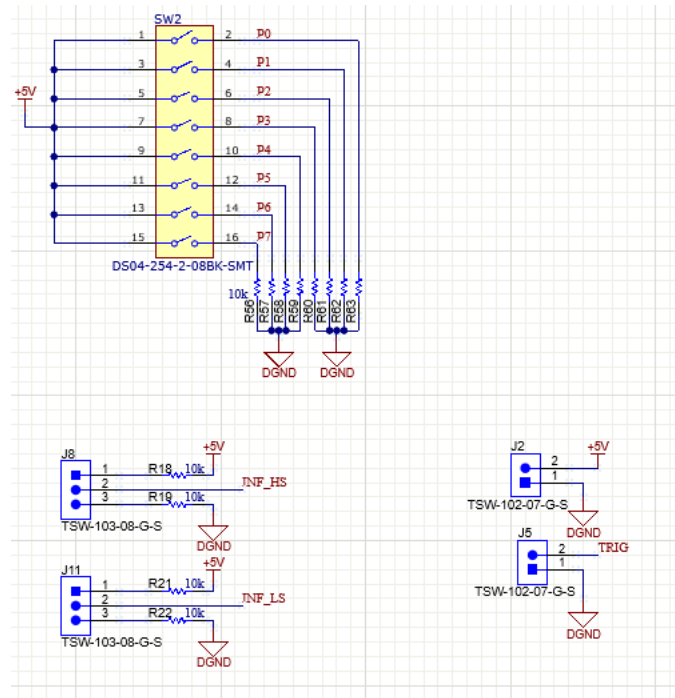 SW2
1 2 P0
3 4 P1
+5V 5 6 P2
7 8 P3
9 10 P4
11 12 P5
13 14 P6
15 16 P7
DS04-254-2-08BK-SMT
10k
R56 R57 R58 R59 R60 R61 R62 R63
DGND DGND
J8
+5V
1 R18 10k
2 INF_HS
3 R19 10k
TSW-103-08-G-S
DGND
J11
+5V
1 R21 10k
2 INF_LS
3 R22 10k
TSW-103-08-G-S
DGND
J2
+5V
2
1
TSW-102-07-G-S
DGND
J5
2 TRIG
1
TSW-102-07-G-S
DGND